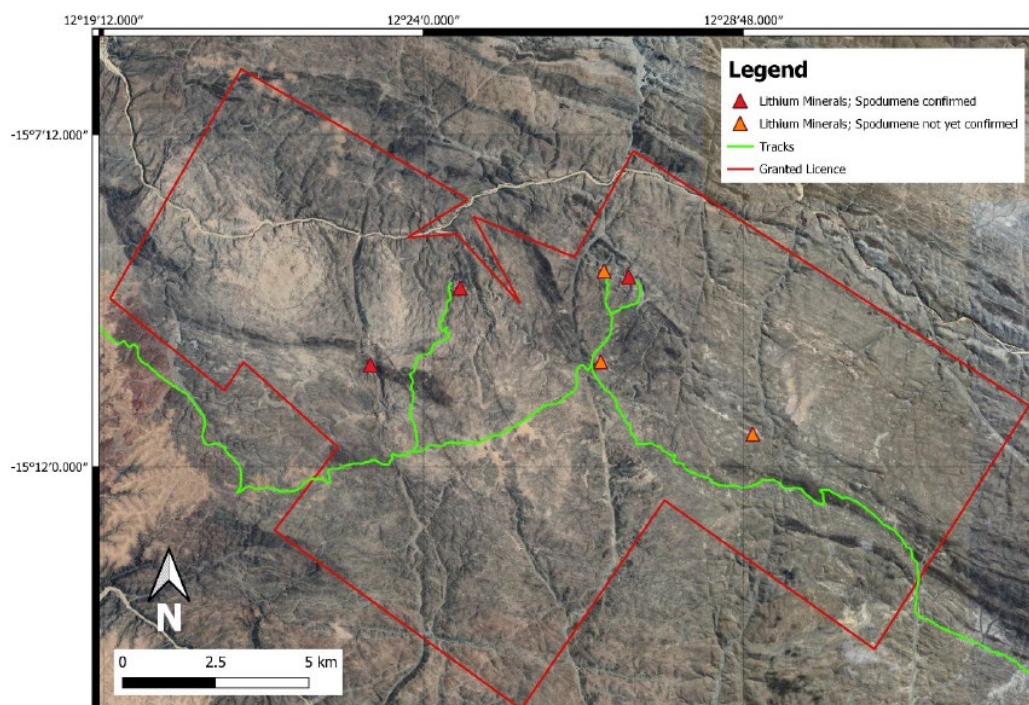 12°19'12.000" 12°24'0.000" 12°28'48.000"
Legend
Lithium Minerals; Spodumene confirmed
Lithium Minerals; Spodumene not yet confirmed
Tracks
Granted Licence
-15°7'12.000"
-15°12'0.000"
N
0 2.5 5 km